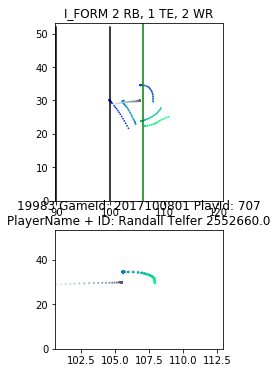 I_FORM 2 RB, 1 TE, 2 WR
50
40
30
20
10
0
90 100 110 120
19983 GameId: 2017100801 PlayId: 707
PlayerName + ID: Randall Telfer 2552660.0
40
20
0
102.5 105.0 107.5 110.0 112.5